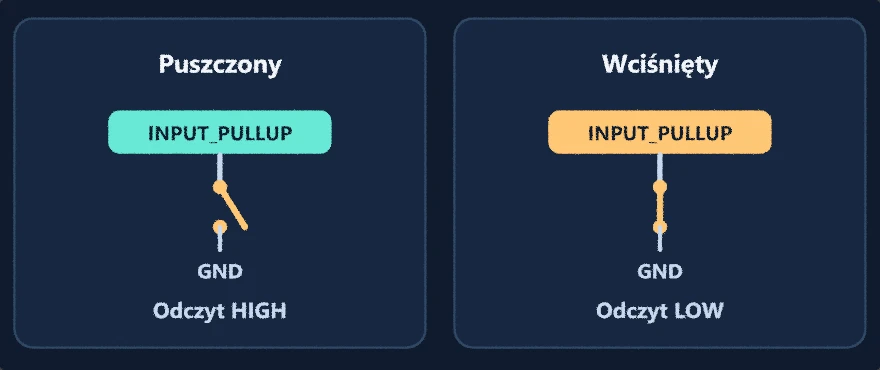 Puszczony
INPUT_PULLUP
GND
Odczyt HIGH
Wciśnięty
INPUT_PULLUP
GND
Odczyt LOW